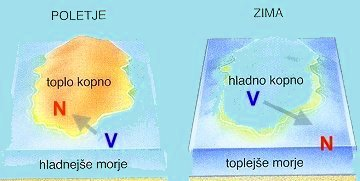 POLETJE
toplo kopno
N
V
hladnejše morje
ZIMA
hladno kopno
V
N
toplejše morje